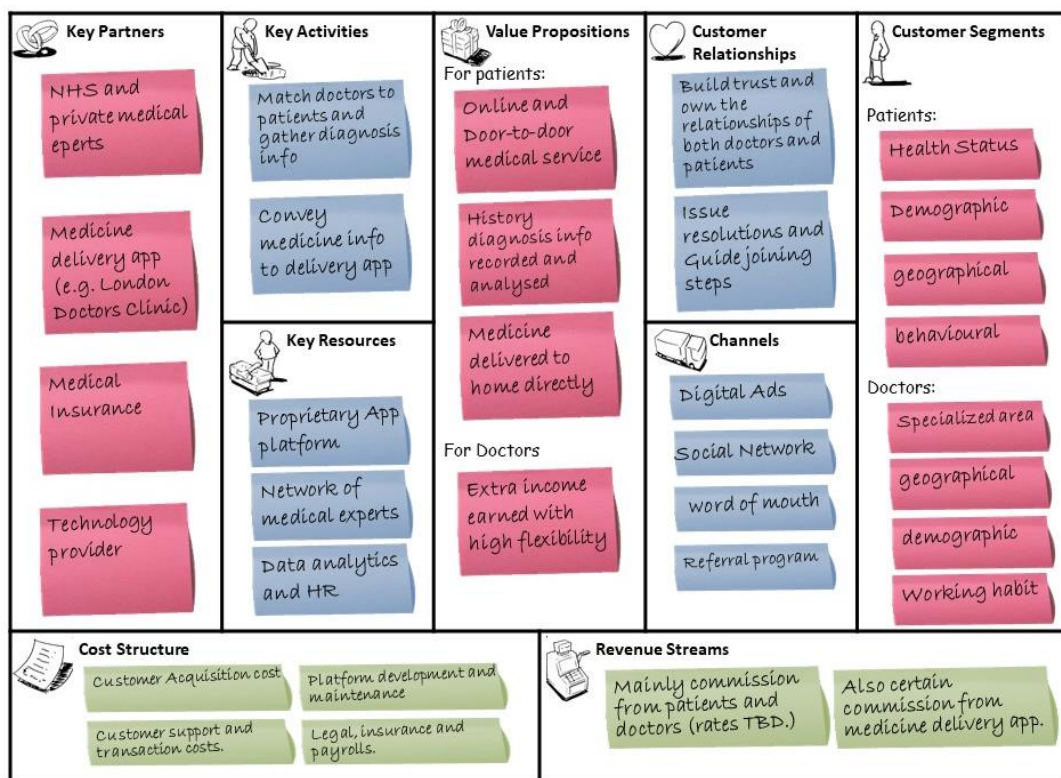 Key Partners
NHS and
private medical
eperts
Medicine
delivery app
(e.g. London
Doctors Clinic)
Medical
Insurance
Technology
provider
Key Activities
Match doctors to
patients and
gather diagnosis
info
Convey
medicine info
to delivery app
Key Resources
Proprietary App
platform
Network of
medical experts
Data analytics
and HR
Value Propositions
For patients:
Online and
Door-to-door
medical service
History
diagnosis info
recorded and
analysed
Medicine
delivered to
home directly
For Doctors
Extra income
earned with
high flexibility
Customer
Relationships
Build trust and
own the
relationships of
both doctors and
patients
Issue
resolutions and
Guide joining
steps
Channels
Digital Ads
Social Network
word of mouth
Referral program
Customer Segments
Patients:
Health Status
Demographic
geographical
behavioural
Doctors:
Specialized area
geographical
demographic
Working habit
Cost Structure
Customer Acquisition cost
Platform development and
maintenance
Customer support and
transaction costs.
Legal, insurance and
payrolls.
Revenue Streams
Mainly commission
from patients and
doctors (rates TBD.)
Also certain
commission from
medicine delivery app.